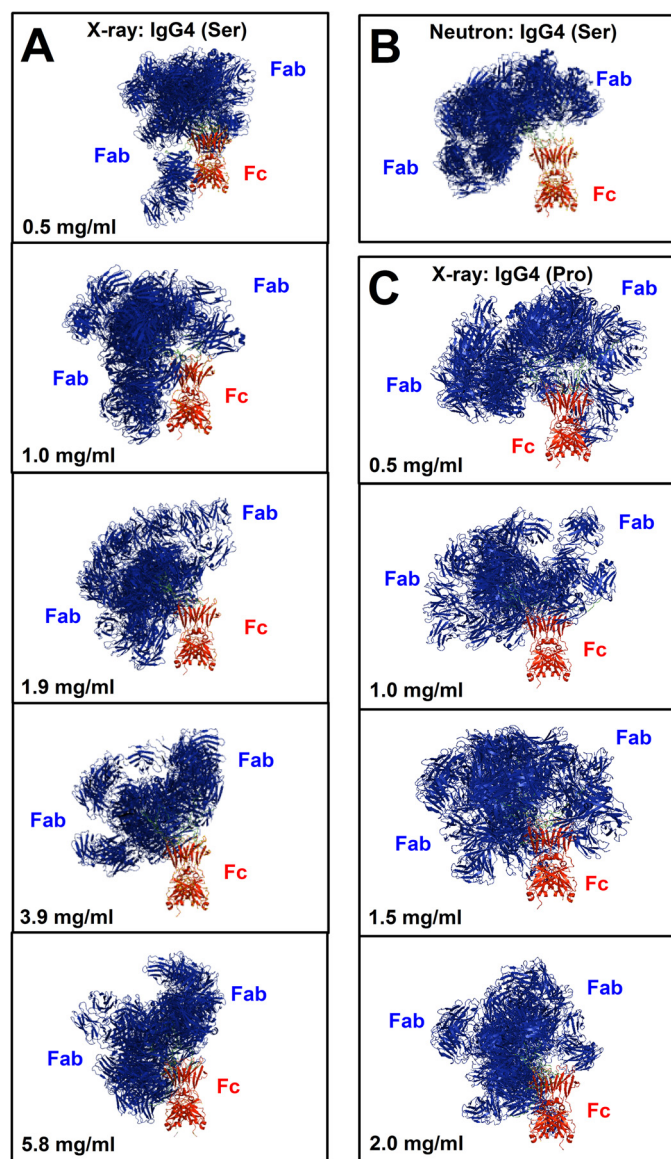 A
X-ray: IgG4 (Ser)
Fab
Fab
Fc
0.5 mg/ml
Fab
Fab
Fc
1.0 mg/ml
Fab
Fab
Fc
1.9 mg/ml
Fab
Fab
Fc
3.9 mg/ml
Fab
Fab
Fc
5.8 mg/ml
B
Neutron: IgG4 (Ser)
Fab
Fab
Fc
C
X-ray: IgG4 (Pro)
Fab
Fab
Fc
0.5 mg/ml
Fab
Fab
Fc
1.0 mg/ml
Fab
Fab
Fc
1.5 mg/ml
Fab
Fab
Fc
2.0 mg/ml